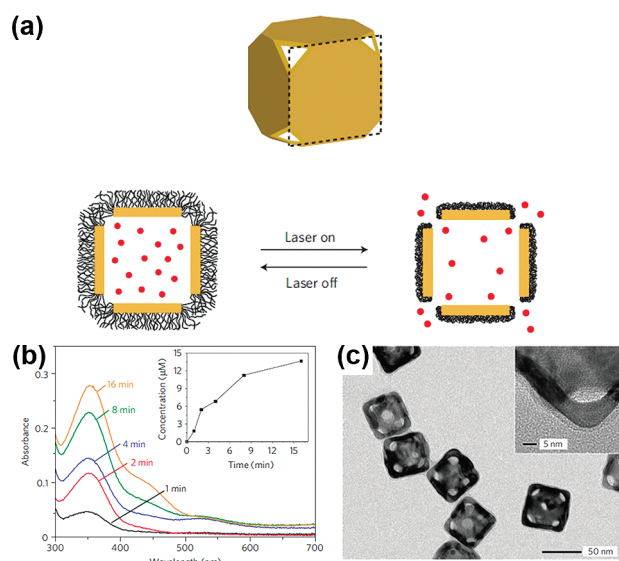 (a)
Laser on
Laser off
(b)
0.3
0.2
0.1
0
Absorbance
16 min
8 min
4 min
2 min
1 min
300
400
500
600
700
Wavelength (nm)
15
12
9
6
3
0
Concentration (μM)
0
5
10
15
Time (min)
(c)
5 nm
50 nm